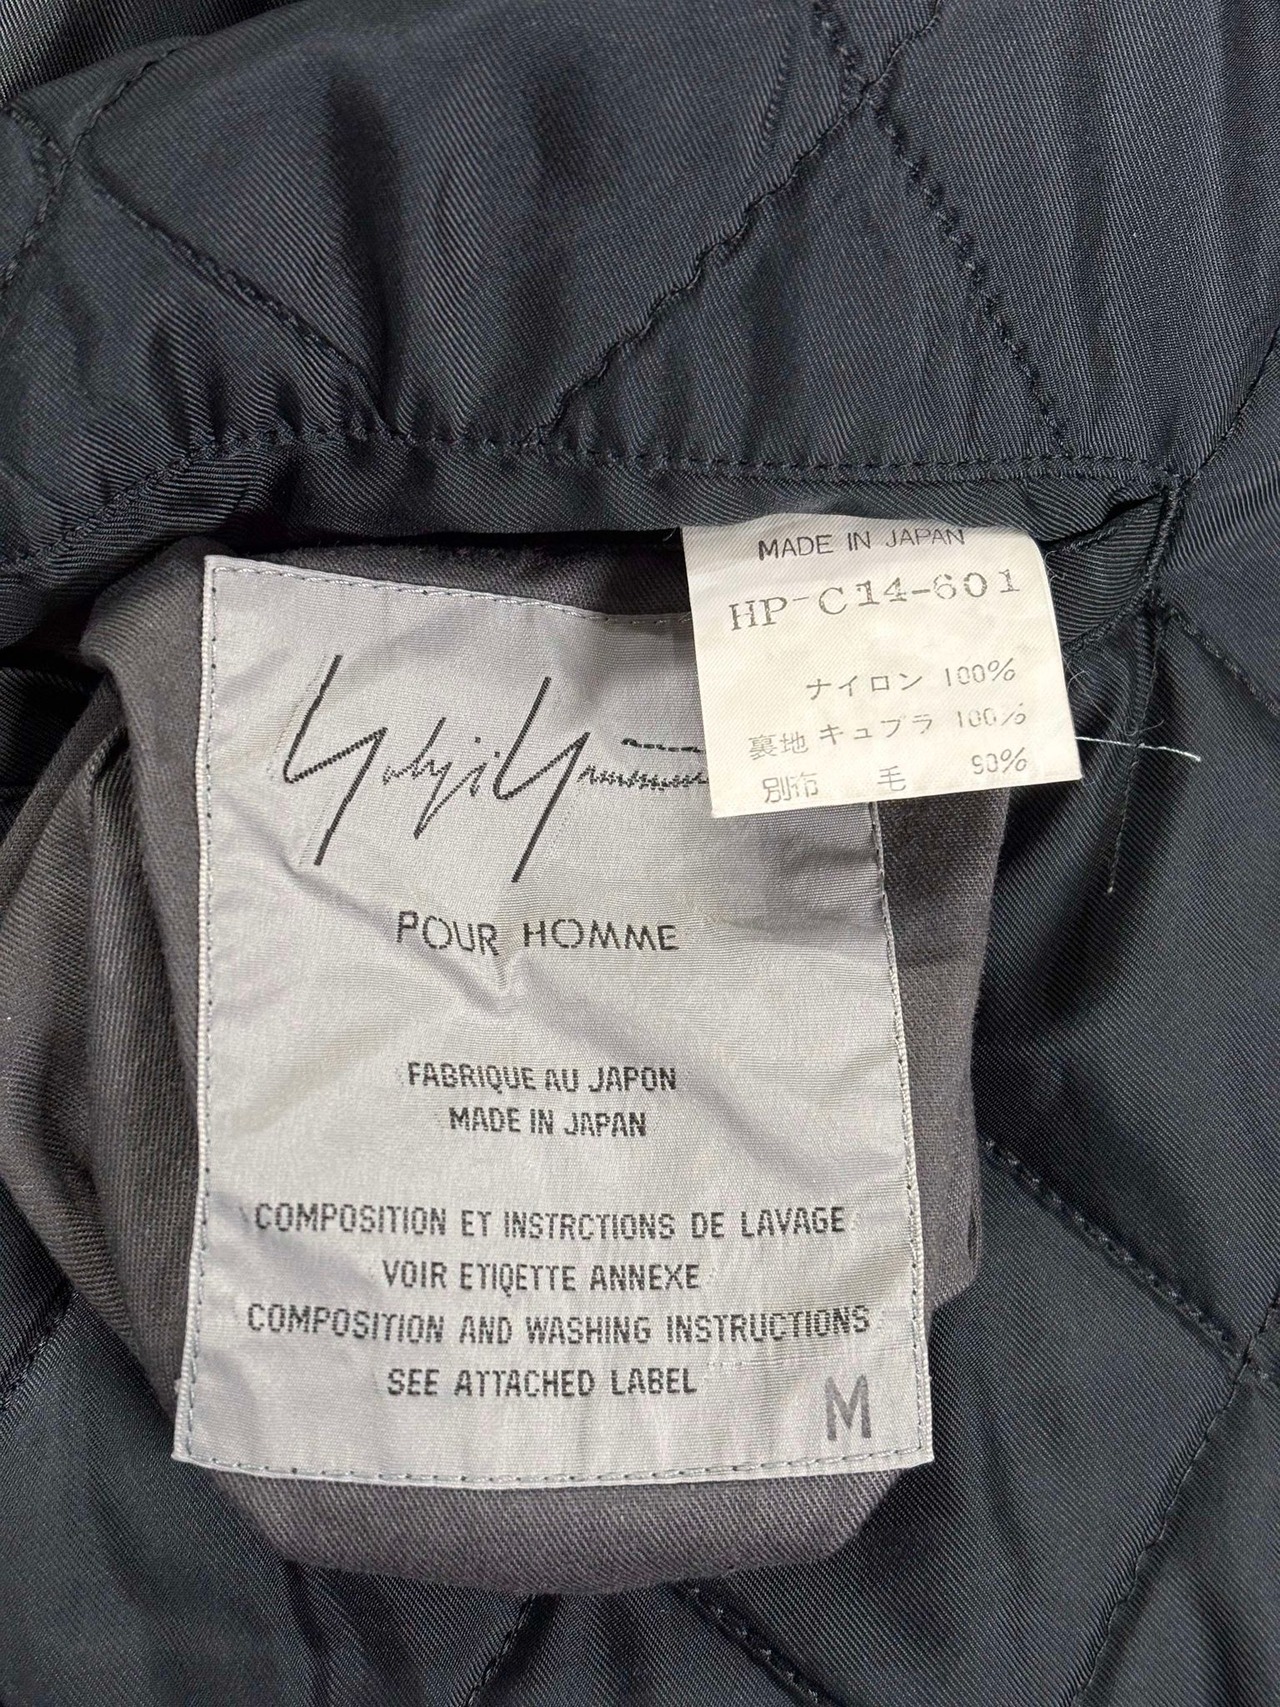 MADE IN JAPAN
HP-C14-601
ナイロン 100%
裏地 キュプラ 100%
別布 毛 90%
Yohji Y
POUR HOMME
FABRIQUE AU JAPON
MADE IN JAPAN
COMPOSITION ET INSTRCTIONS DE LAVAGE
VOIR ETIQETTE ANNEXE
COMPOSITION AND WASHING INSTRUCTIONS
SEE ATTACHED LABEL
M